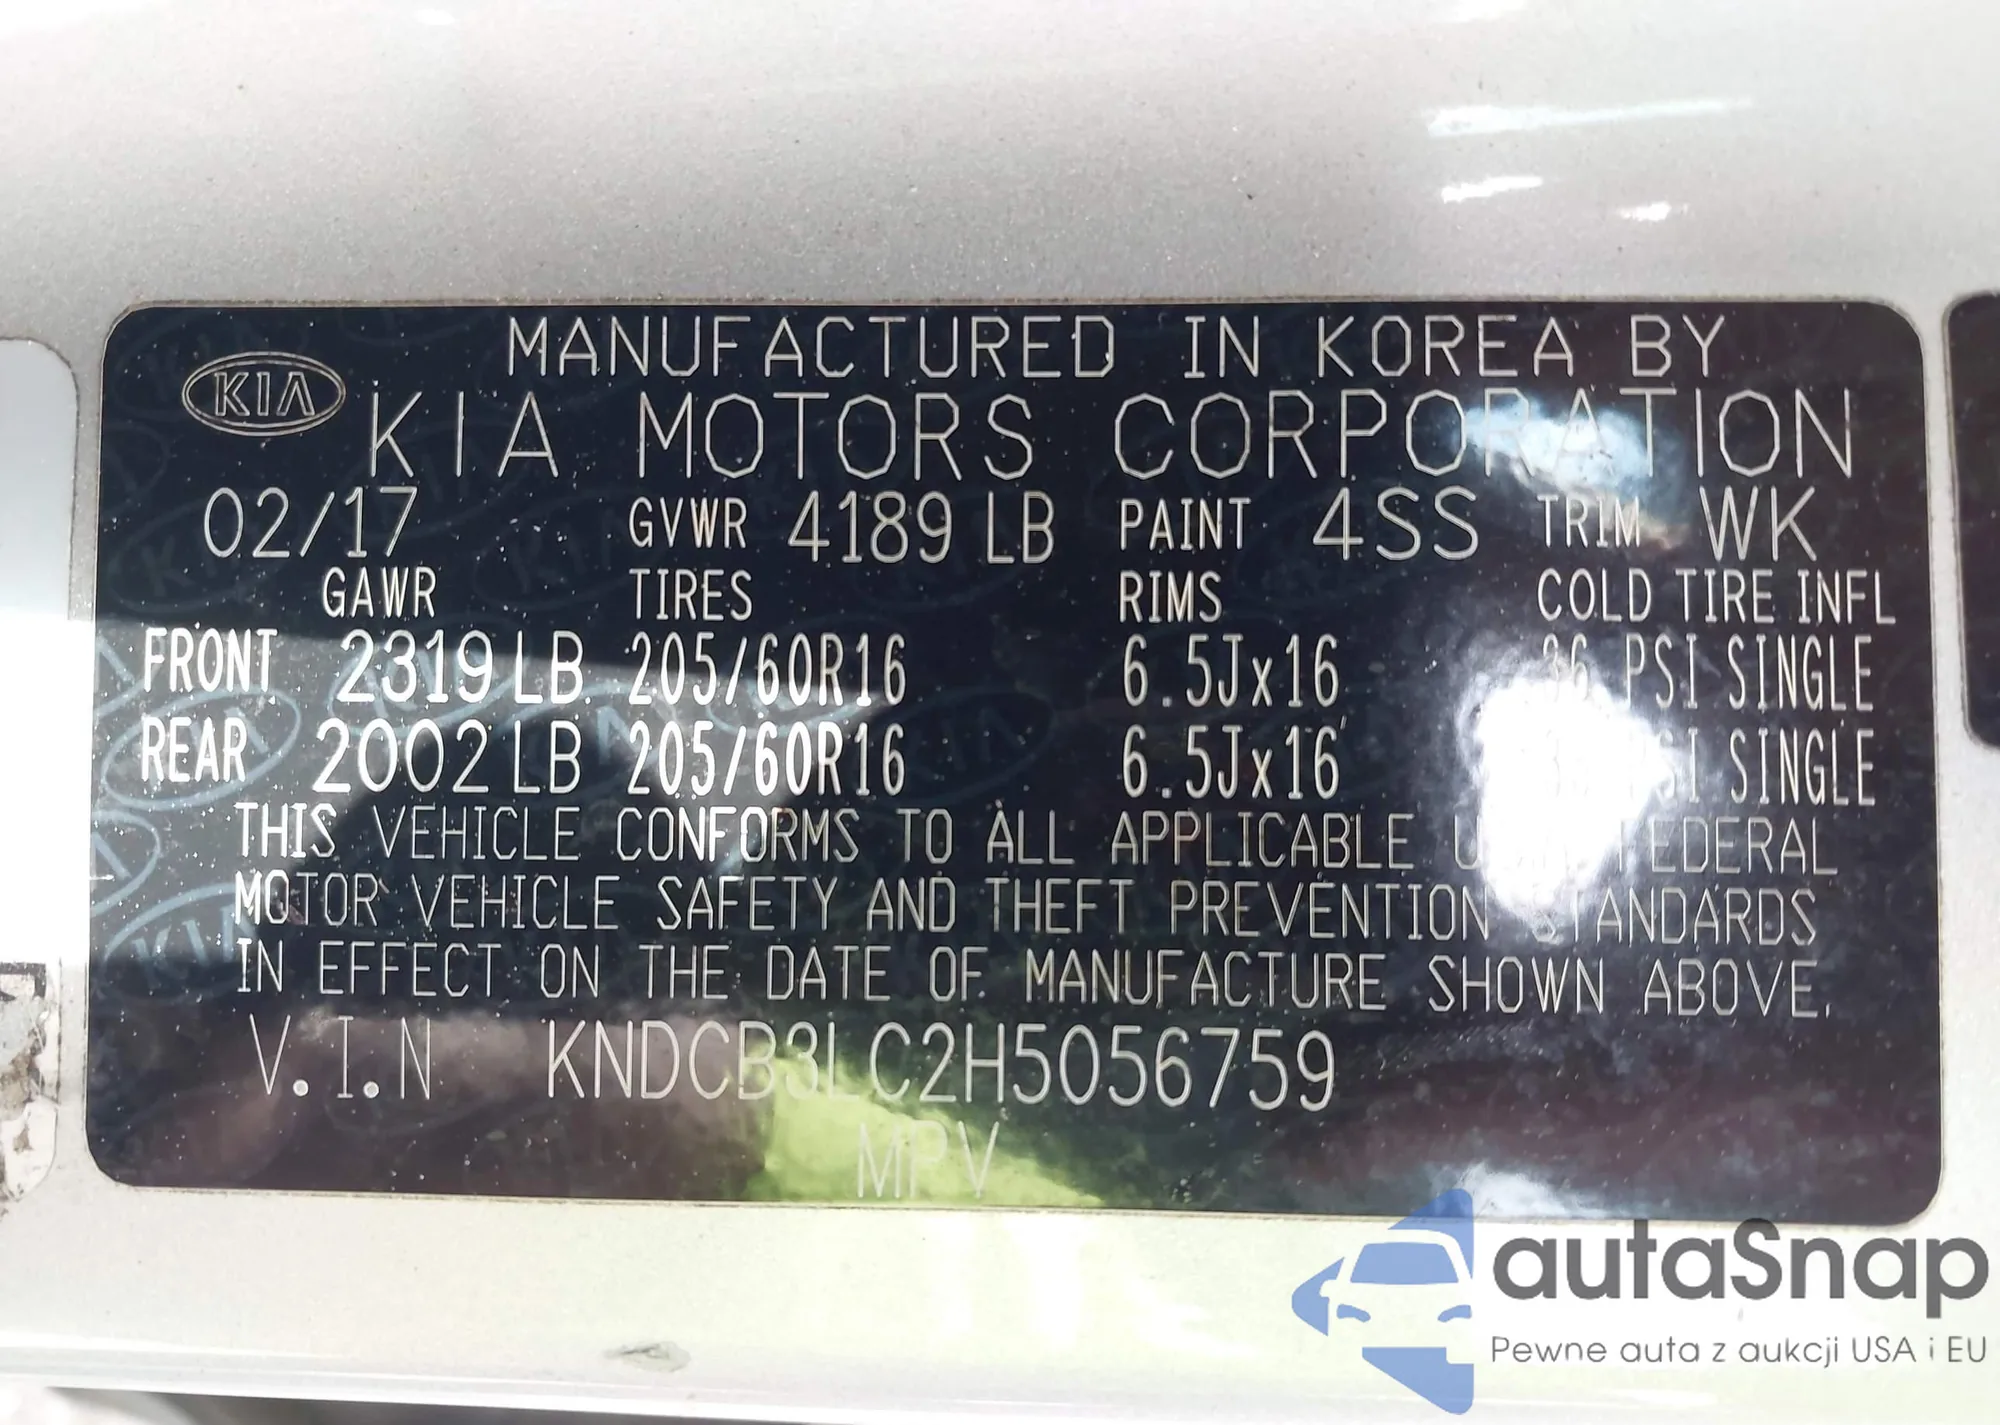 MANUFACTURED IN KOREA BY
KIA KIA MOTORS CORPORATION
02/17 GVWR 4189 LB PAINT 4SS TRIM WK
GAWR TIRES RIMS COLD TIRE INFL
FRONT 2319 LB 205/60R16 6.5Jx16 36 PSI SINGLE
REAR 2002 LB 205/60R16 6.5Jx16 PSI SINGLE
THIS VEHICLE CONFORMS TO ALL APPLICABLE FEDERAL
MOTOR VEHICLE SAFETY AND THEFT PREVENTION STANDARDS
IN EFFECT ON THE DATE OF MANUFACTURE SHOWN ABOVE.
V.I.N KNDCB3LC2H5056759
MPV
autaSnap
Pewne auta z aukcji USA i EU